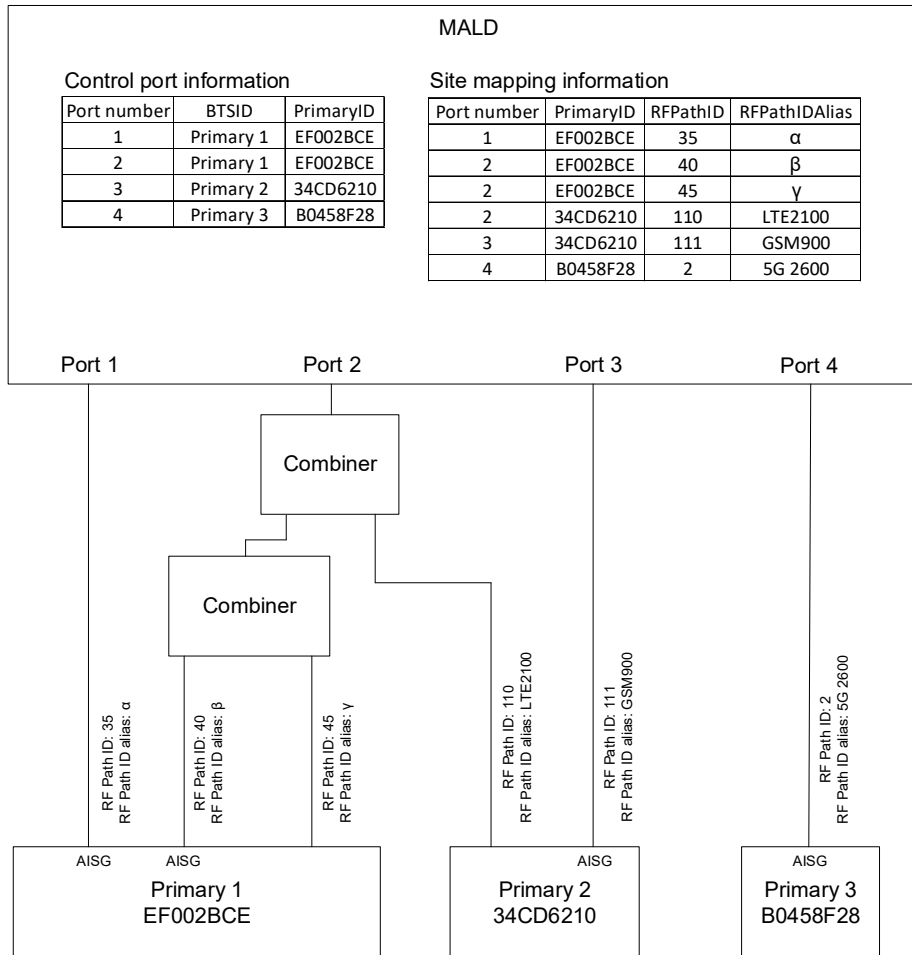 MALD
Control port information
Port number BTSID PrimaryID
1 Primary 1 EF002BCE
2 Primary 1 EF002BCE
3 Primary 2 34CD6210
4 Primary 3 B0458F28
Site mapping information
Port number PrimaryID RFPathID RFPathIDAlias
1 EF002BCE 35 α
2 EF002BCE 40 β
2 EF002BCE 45 γ
2 34CD6210 110 LTE2100
3 34CD6210 111 GSM900
4 B0458F28 2 5G 2600
Port 1
Port 2
Port 3
Port 4
Combiner
Combiner
RF Path ID: 35
RF Path ID alias: α
RF Path ID: 40
RF Path ID alias: β
RF Path ID: 45
RF Path ID alias: γ
RF Path ID: 110
RF Path ID alias: LTE2100
RF Path ID: 111
RF Path ID alias: GSM900
RF Path ID: 2
RF Path ID alias: 5G 2600
AISG
AISG
Primary 1
EF002BCE
AISG
Primary 2
34CD6210
AISG
Primary 3
B0458F28